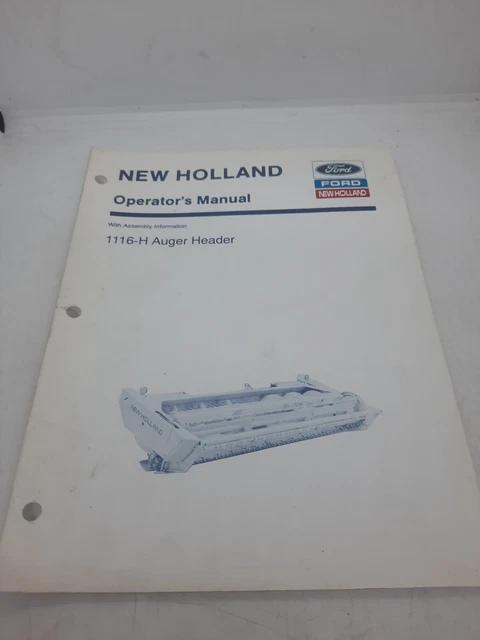 NEW HOLLAND
Ford
FORD
NEW HOLLAND
Operator's Manual
With Assembly Information
1116-H Auger Header
NEW HOLLAND